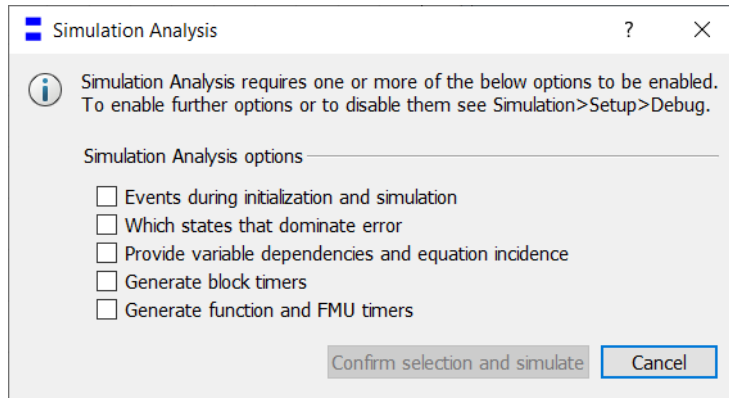 Simulation Analysis
?
Simulation Analysis requires one or more of the below options to be enabled.
To enable further options or to disable them see Simulation>Setup>Debug.
Simulation Analysis options
Events during initialization and simulation
Which states that dominate error
Provide variable dependencies and equation incidence
Generate block timers
Generate function and FMU timers
Confirm selection and simulate
Cancel